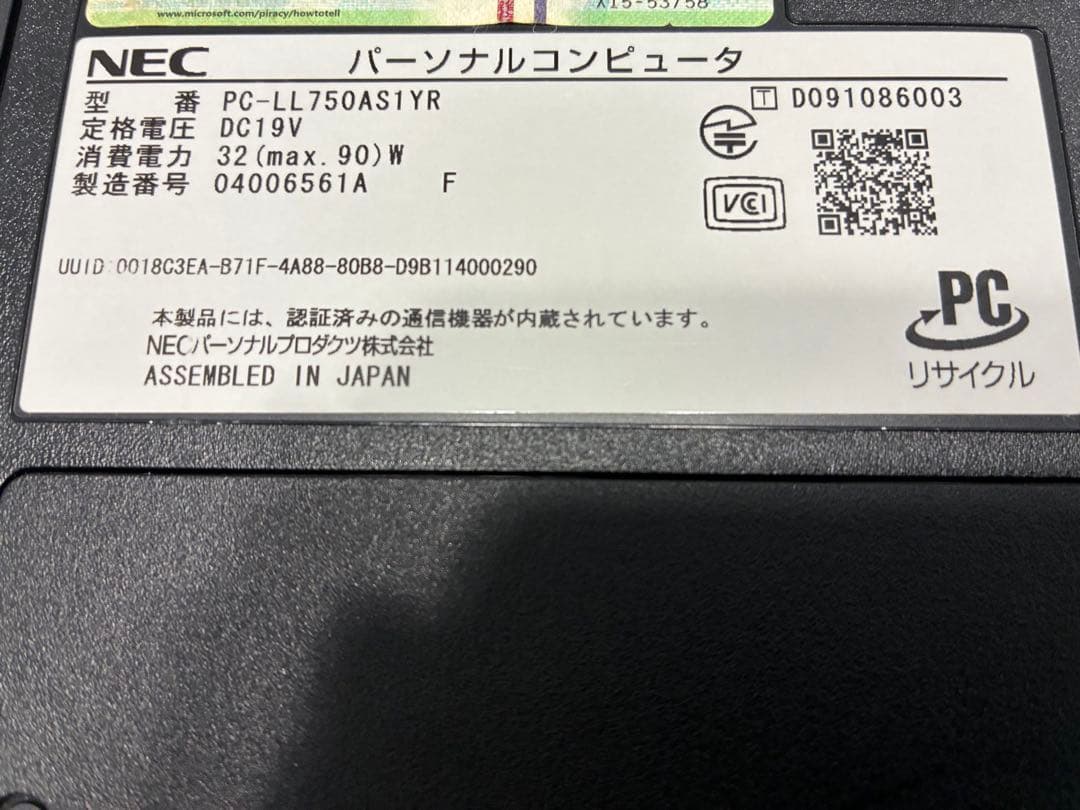 www.microsoft.com/piracy/howtotell
X15-53758
NEC パーソナルコンピュータ
型 番 PC-LL750AS1YR
T D091086003
定格電圧 DC19V
消費電力 32(max.90)W
製造番号 04006561A F
VCCI
UUID:0018C3EA-B71F-4A88-80B8-D9B114000290
本製品には、認証済みの通信機器が内蔵されています。
NECパーソナルプロダクツ株式会社
ASSEMBLED IN JAPAN
PC
リサイクル